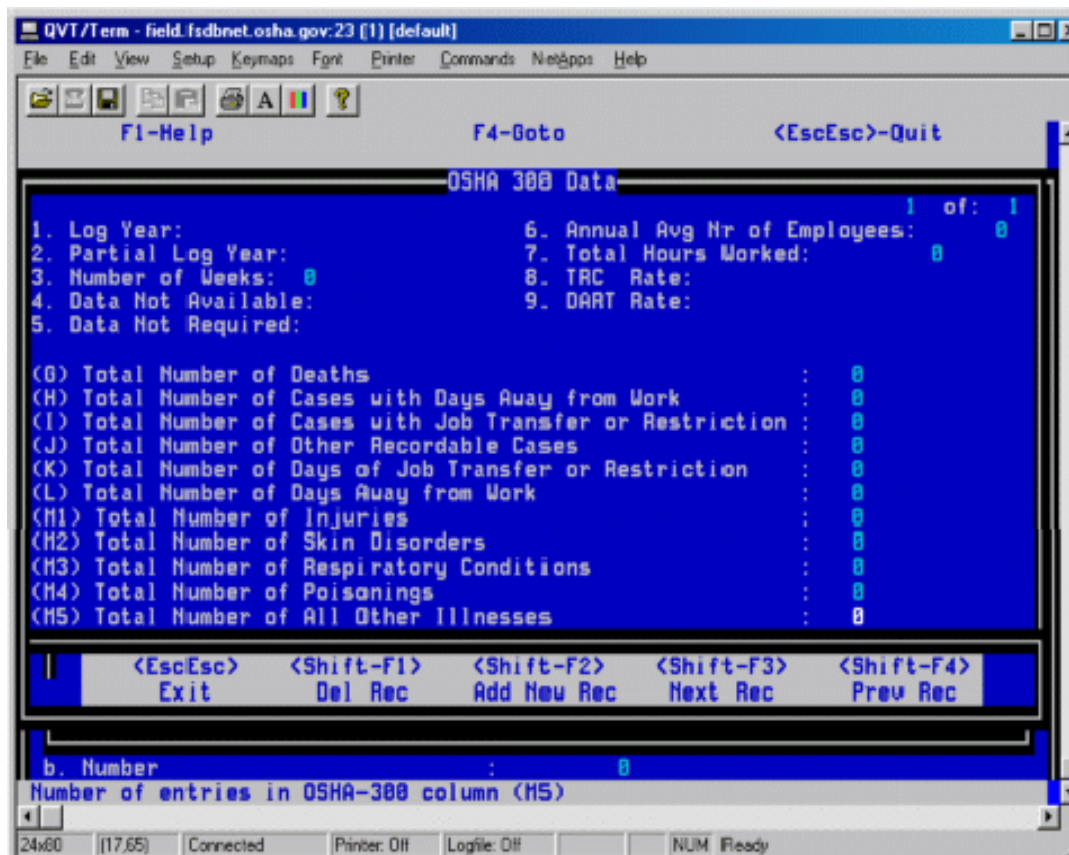 QVT/Term - field.fsdbnet.osha.gov:23 (1) [default]
File Edit View Setup Keymaps Font Printer Commands NetApps Help
A ?
F1-Help F4-Goto <EscEsc>-Quit
OSHA 300 Data
1 of: 1
1. Log Year: 6. Annual Avg Nr of Employees: 0
2. Partial Log Year: 7. Total Hours Worked: 0
3. Number of Weeks: 0 8. TRC Rate:
4. Data Not Available: 9. DART Rate:
5. Data Not Required:
(G) Total Number of Deaths : 0
(H) Total Number of Cases with Days Away from Work : 0
(I) Total Number of Cases with Job Transfer or Restriction : 0
(J) Total Number of Other Recordable Cases : 0
(K) Total Number of Days of Job Transfer or Restriction : 0
(L) Total Number of Days Away from Work : 0
(M1) Total Number of Injuries : 0
(M2) Total Number of Skin Disorders : 0
(M3) Total Number of Respiratory Conditions : 0
(M4) Total Number of Poisonings : 0
(M5) Total Number of All Other Illnesses : 0
<EscEsc> <Shift-F1> <Shift-F2> <Shift-F3> <Shift-F4>
Exit Del Rec Add New Rec Next Rec Prev Rec
b. Number : 0
Number of entries in OSHA-300 column (M5)
24x80 (17,65) Connected Printer: Off Logfile: Off NUM Ready